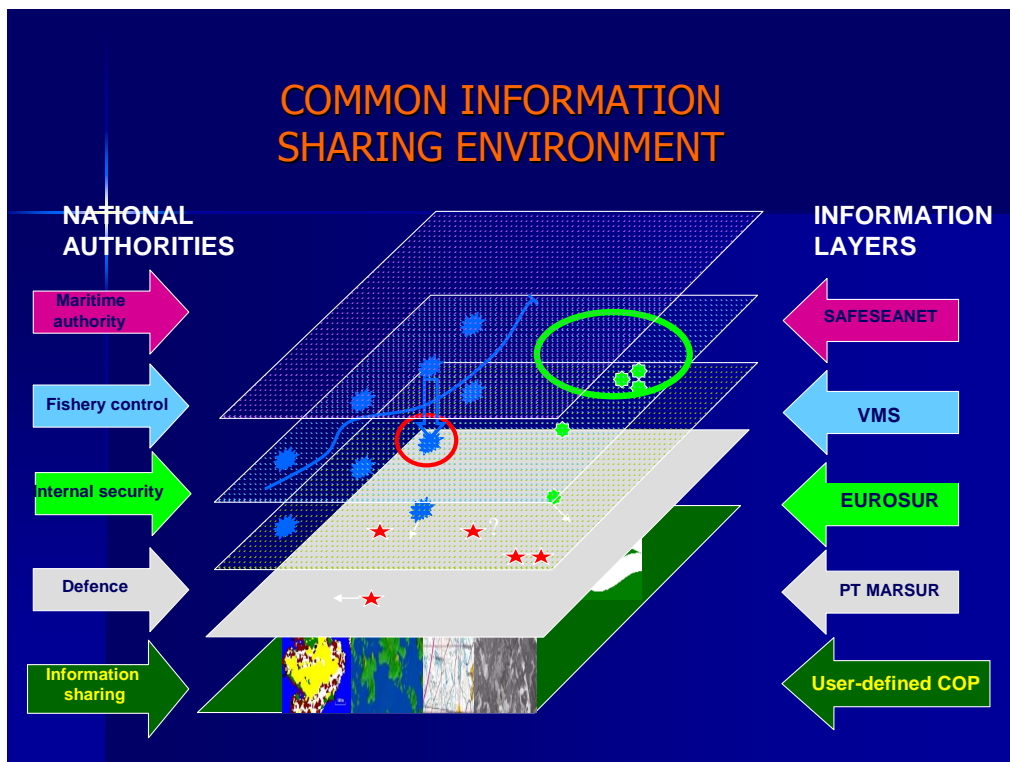 COMMON INFORMATION
SHARING ENVIRONMENT
NATIONAL
AUTHORITIES
INFORMATION
LAYERS
Maritime
authority
SAFESEANET
Fishery control
VMS
Internal security
EUROSUR
?
Defence
PT MARSUR
Information
sharing
User-defined COP